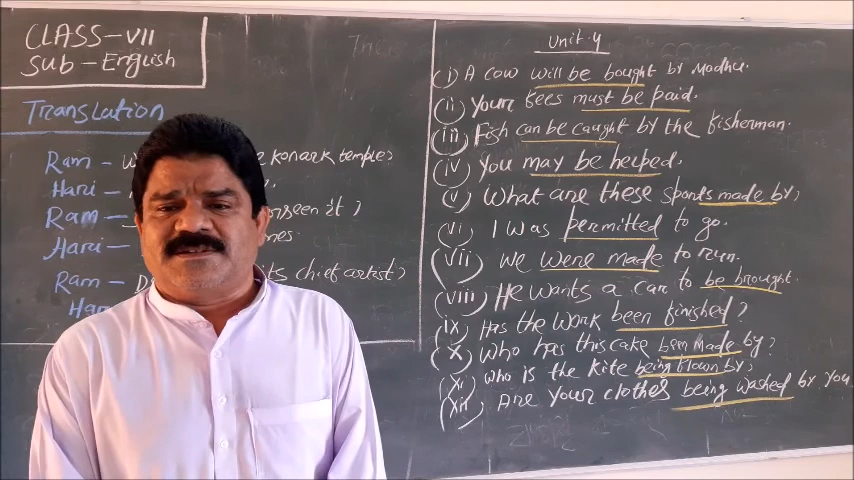 CLASS-VII
Sub - English
Translation
Ram - konark temple?
Hari -
Ram - seen it?
Hari -
Ram - chief artist?
Unit-4
(i) A cow will be bought by Madhu.
(ii) Your fees must be paid.
(iii) Fish can be caught by the fisherman.
(iv) You may be helped.
(v) What are these sports made by?
(vi) I was permitted to go.
(vii) we were made to run.
(viii) He wants a car to be brought.
(ix) Has the work been finished?
(x) Who has this cake been made by?
(xi) who is the kite being flown by?
(xii) Are your clothes being washed by you